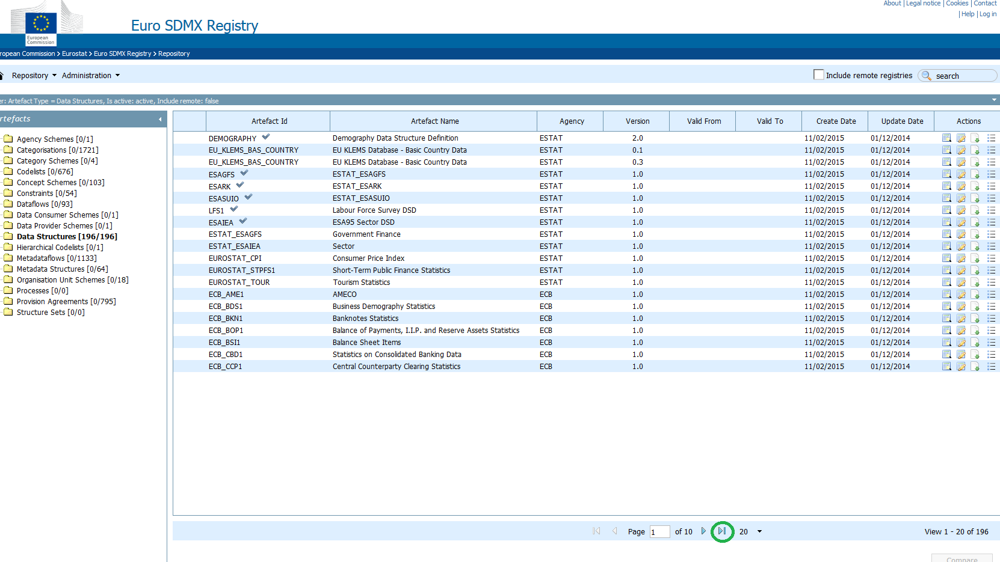 About | Legal notice | Cookies | Contact
| Help | Log in
European
Commission
Euro SDMX Registry
ropean Commission > Eurostat > Euro SDMX Registry > Repository
Repository Administration
Include remote registries search
er: Artefact Type = Data Structures, Is active: active, Include remote: false
rtefacts
Agency Schemes [0/1]
Categorisations [0/1721]
Category Schemes [0/4]
Codelists [0/676]
Concept Schemes [0/103]
Constraints [0/54]
Dataflows [0/93]
Data Consumer Schemes [0/1]
Data Provider Schemes [0/1]
Data Structures [196/196]
Hierarchical Codelists [0/1]
Metadataflows [0/1133]
Metadata Structures [0/64]
Organisation Unit Schemes [0/18]
Processes [0/0]
Provision Agreements [0/795]
Structure Sets [0/0]
Artefact Id Artefact Name Agency Version Valid From Valid To Create Date Update Date Actions
DEMOGRAPHY Demography Data Structure Definition ESTAT 2.0 11/02/2015 01/12/2014
EU_KLEMS_BAS_COUNTRY EU KLEMS Database - Basic Country Data ESTAT 0.1 11/02/2015 01/12/2014
EU_KLEMS_BAS_COUNTRY EU KLEMS Database - Basic Country Data ESTAT 0.3 11/02/2015 01/12/2014
ESAGFS ESTAT_ESAGFS ESTAT 1.0 11/02/2015 01/12/2014
ESARK ESTAT_ESARK ESTAT 1.0 11/02/2015 01/12/2014
ESASUIO ESTAT_ESASUIO ESTAT 1.0 11/02/2015 01/12/2014
LFS1 Labour Force Survey DSD ESTAT 1.0 11/02/2015 01/12/2014
ESAIEA ESA95 Sector DSD ESTAT 1.0 11/02/2015 01/12/2014
ESTAT_ESAGFS Government Finance ESTAT 1.0 11/02/2015 01/12/2014
ESTAT_ESAIEA Sector ESTAT 1.0 11/02/2015 01/12/2014
EUROSTAT_CPI Consumer Price Index ESTAT 1.0 11/02/2015 01/12/2014
EUROSTAT_STPFS1 Short-Term Public Finance Statistics ESTAT 1.0 11/02/2015 01/12/2014
EUROSTAT_TOUR Tourism Statistics ESTAT 1.0 11/02/2015 01/12/2014
ECB_AME1 AMECO ECB 1.0 11/02/2015 01/12/2014
ECB_BDS1 Business Demography Statistics ECB 1.0 11/02/2015 01/12/2014
ECB_BKN1 Banknotes Statistics ECB 1.0 11/02/2015 01/12/2014
ECB_BOP1 Balance of Payments, I.I.P. and Reserve Assets Statistics ECB 1.0 11/02/2015 01/12/2014
ECB_BSI1 Balance Sheet Items ECB 1.0 11/02/2015 01/12/2014
ECB_CBD1 Statistics on Consolidated Banking Data ECB 1.0 11/02/2015 01/12/2014
ECB_CCP1 Central Counterparty Clearing Statistics ECB 1.0 11/02/2015 01/12/2014
Page 1 of 10 20 View 1 - 20 of 196
Compare